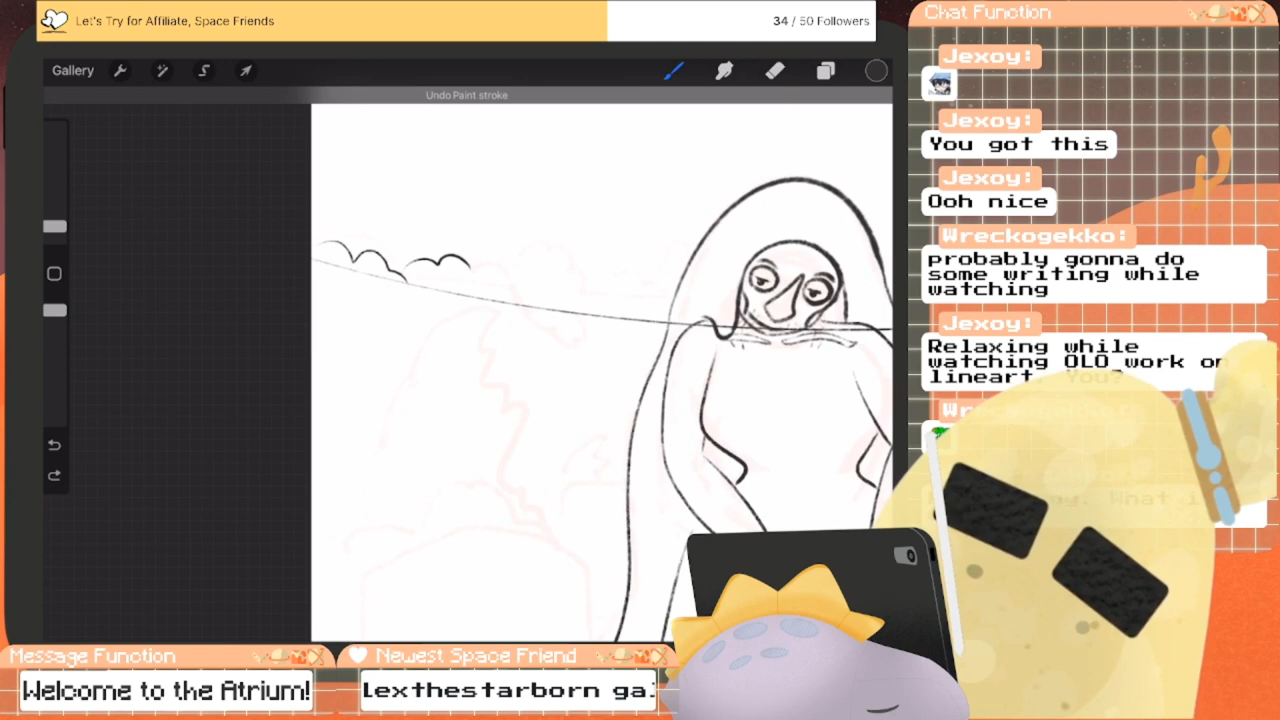 Let's Try for Affiliate, Space Friends
34 / 50 Followers
Gallery
Undo Paint stroke
Chat Function
Jexoy:
Jexoy:
You got this
Jexoy:
Ooh nice
Wreckogekko:
probably gonna do
some writing while
watching
Jexoy:
Relaxing while
watching OLO work on
lineart. You?
What i
Message Function
Welcome to the Atrium!
Newest Space Friend
lexthestarborn ga